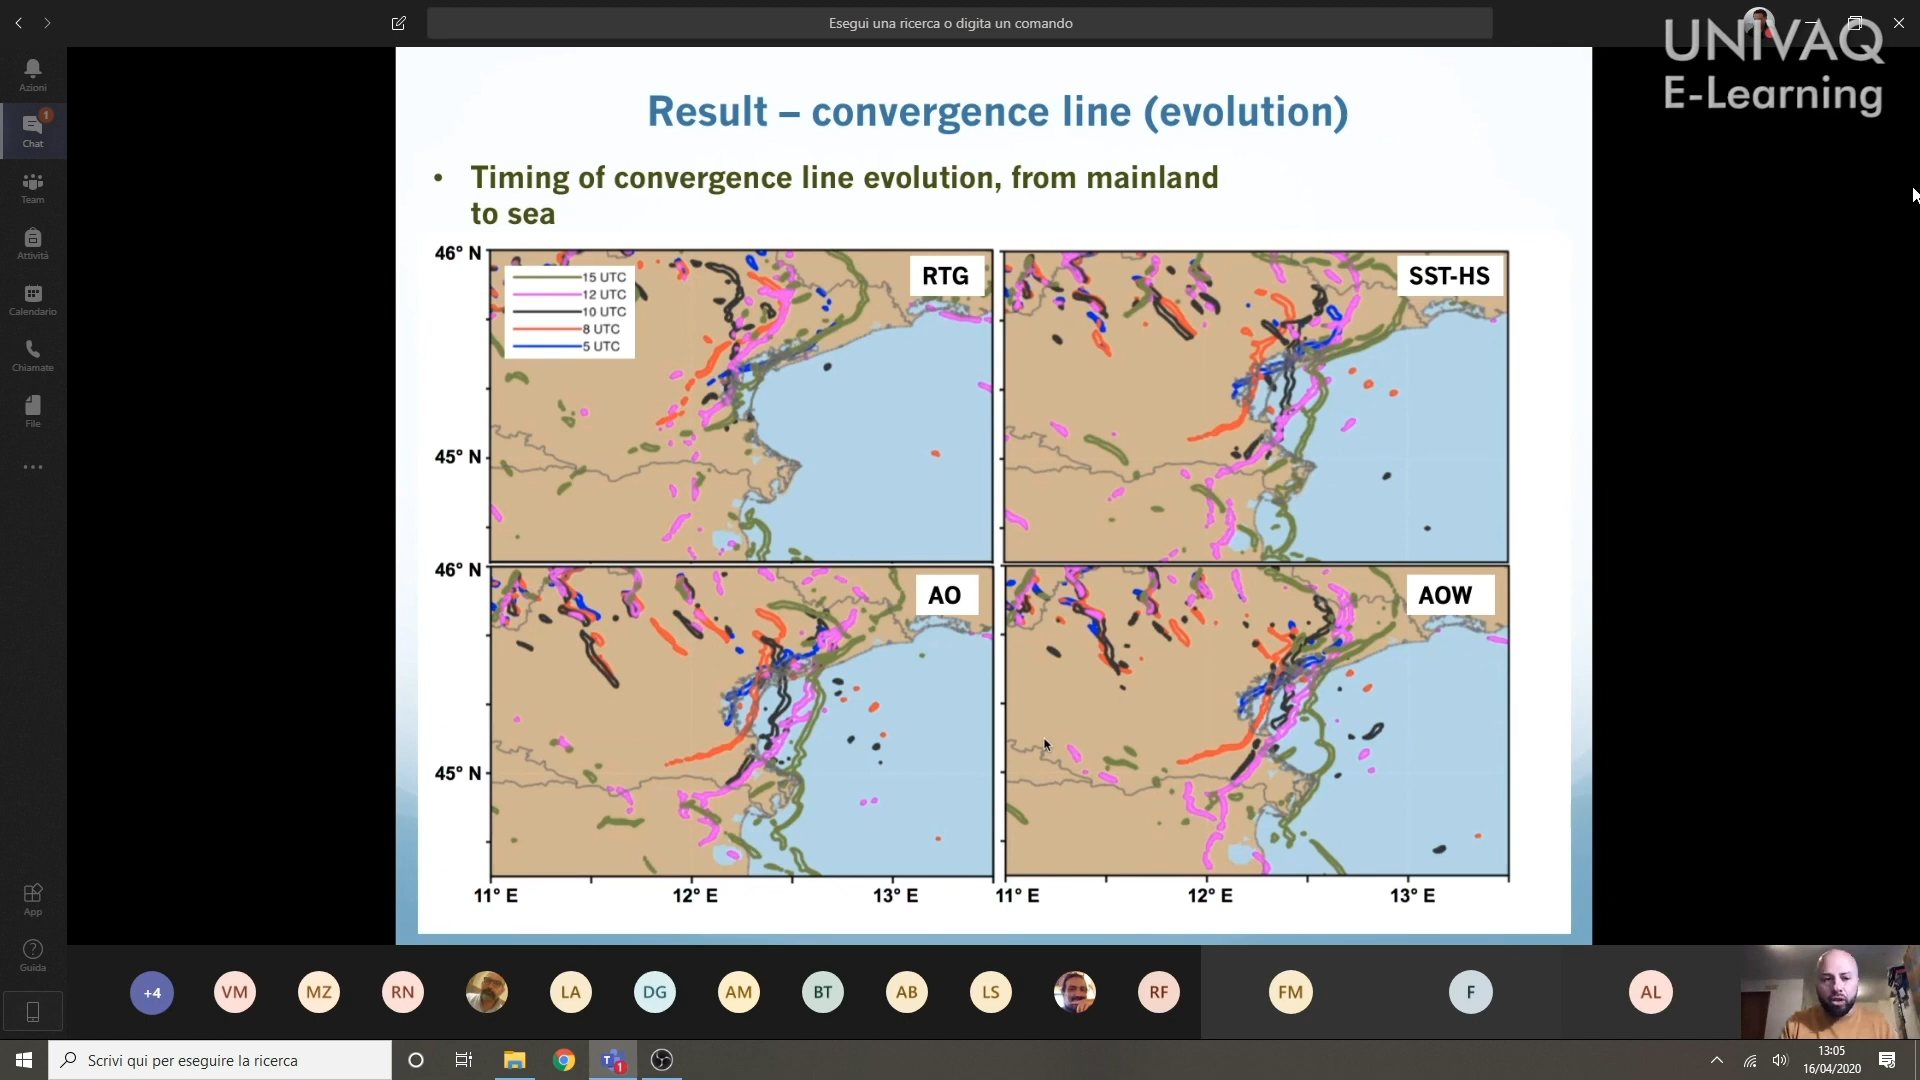 Esegui una ricerca o digita un comando
UNIVAQ
E-Learning
Azioni
1
Chat
Team
Attività
Calendario
Chiamate
File
App
Guida
Result – convergence line (evolution)
• Timing of convergence line evolution, from mainland
to sea
46° N
15 UTC
12 UTC
10 UTC
8 UTC
5 UTC
RTG
SST-HS
45° N
46° N
AO
AOW
45° N
11° E
12° E
13° E
11° E
12° E
13° E
+4
VM
MZ
RN
LA
DG
AM
BT
AB
LS
RF
FM
F
AL
Scrivi qui per eseguire la ricerca
1
13:05
16/04/2020